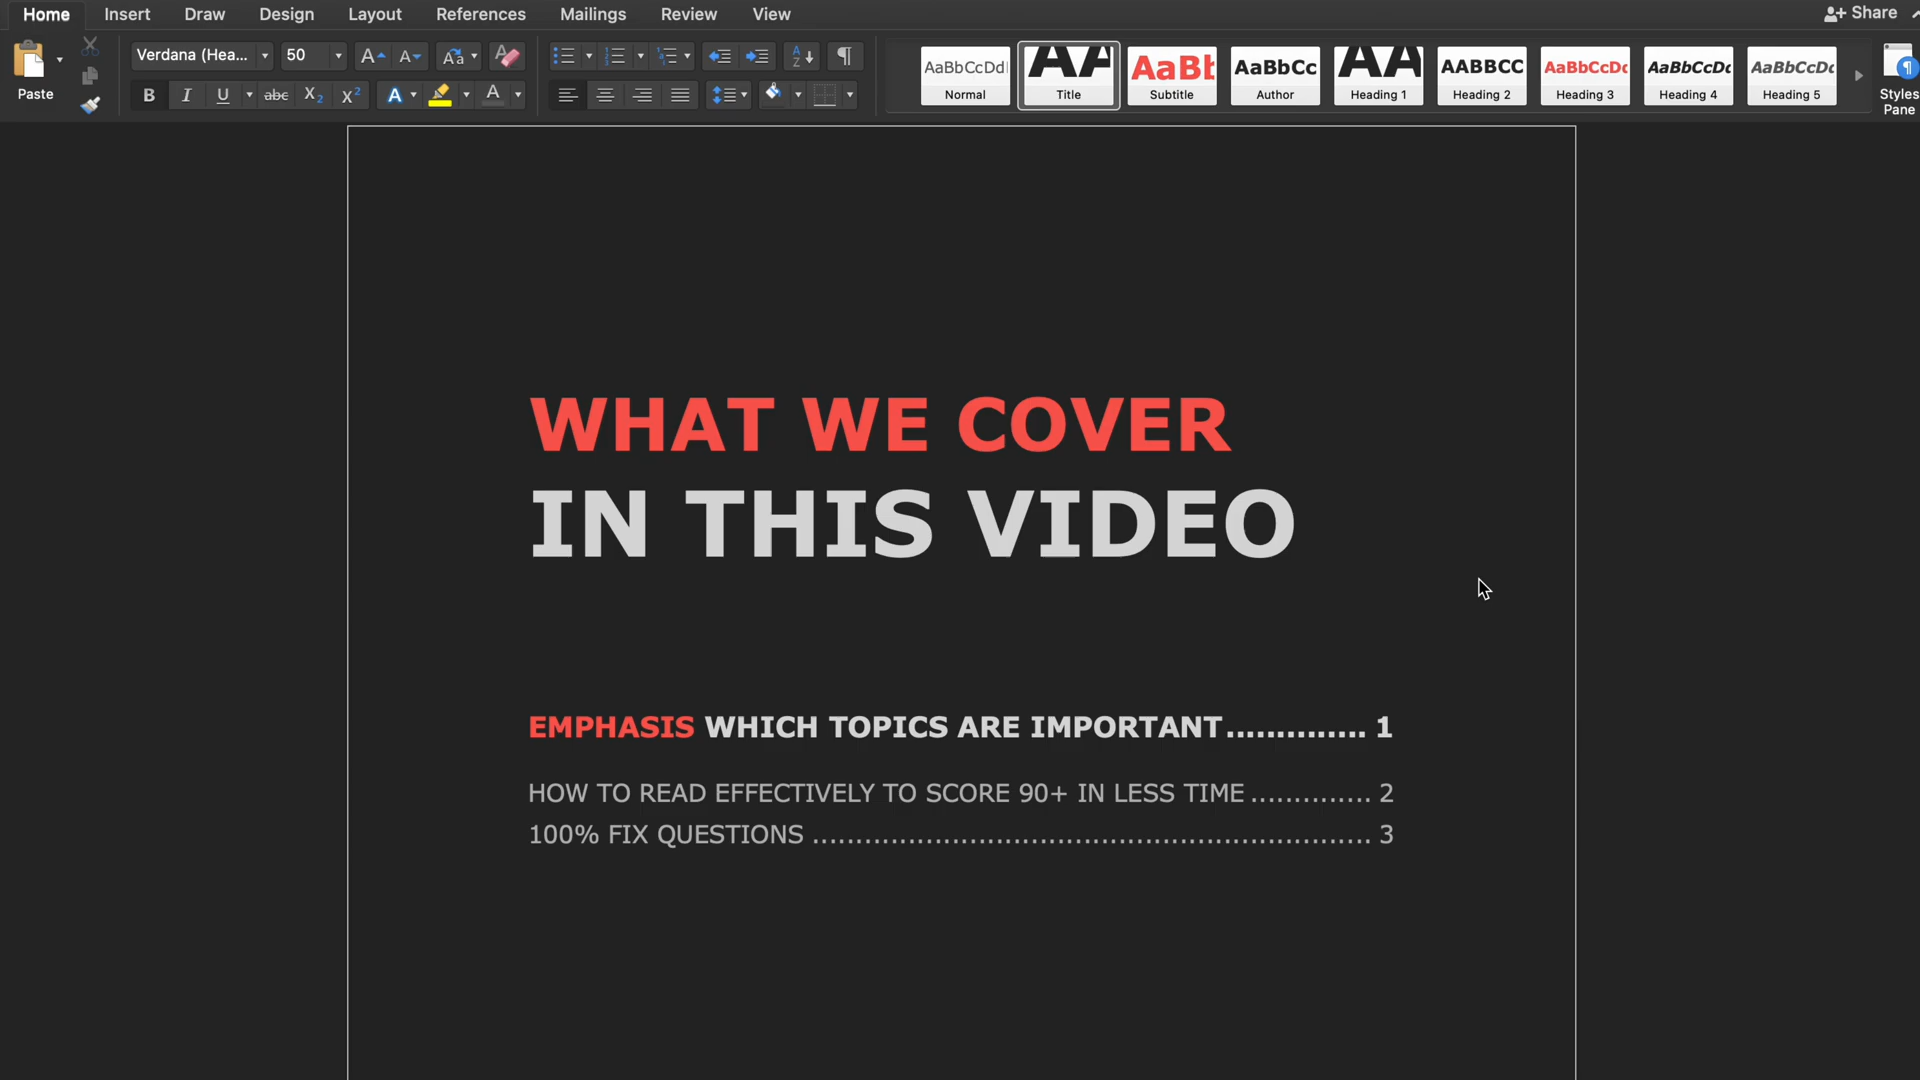 Home Insert Draw Design Layout References Mailings Review View Share
Verdana (Hea... 50
Paste
AaBbCcDd Normal
AA Title
AaBb Subtitle
AaBbCc Author
AA Heading 1
AABBCC Heading 2
AaBbCcDc Heading 3
AaBbCcDc Heading 4
AaBbCcDc Heading 5
Styles
Pane
WHAT WE COVER
IN THIS VIDEO
EMPHASIS WHICH TOPICS ARE IMPORTANT.............. 1
HOW TO READ EFFECTIVELY TO SCORE 90+ IN LESS TIME .............. 2
100% FIX QUESTIONS ................................................................. 3